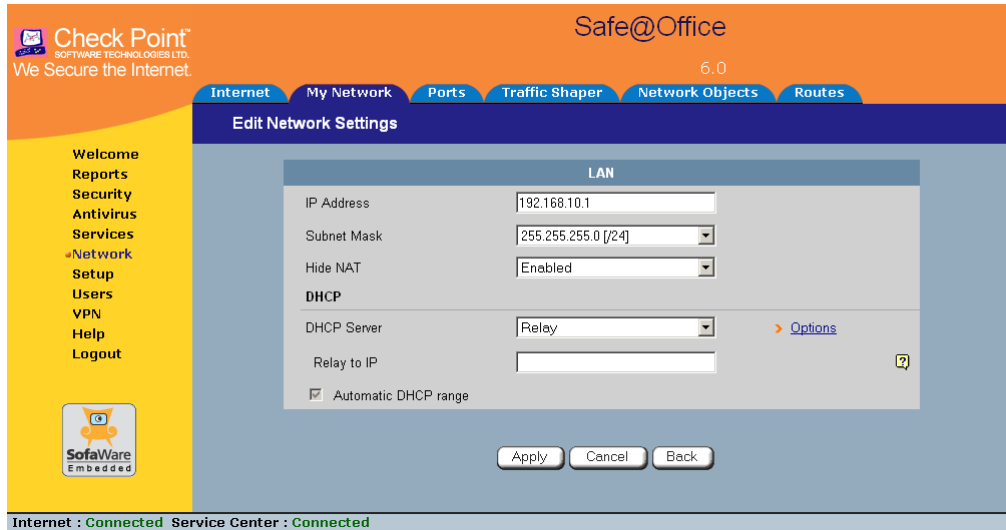 Check Point™
SOFTWARE TECHNOLOGIES LTD.
We Secure the Internet.
Safe@Office
6.0
Internet
My Network
Ports
Traffic Shaper
Network Objects
Routes
Edit Network Settings
Welcome
Reports
Security
Antivirus
Services
Network
Setup
Users
VPN
Help
Logout
SofaWare
Embedded
LAN
IP Address 192.168.10.1
Subnet Mask 255.255.255.0 [/24]
Hide NAT Enabled
DHCP
DHCP Server Relay Options
Relay to IP ?
Automatic DHCP range
Apply Cancel Back
Internet : Connected Service Center : Connected